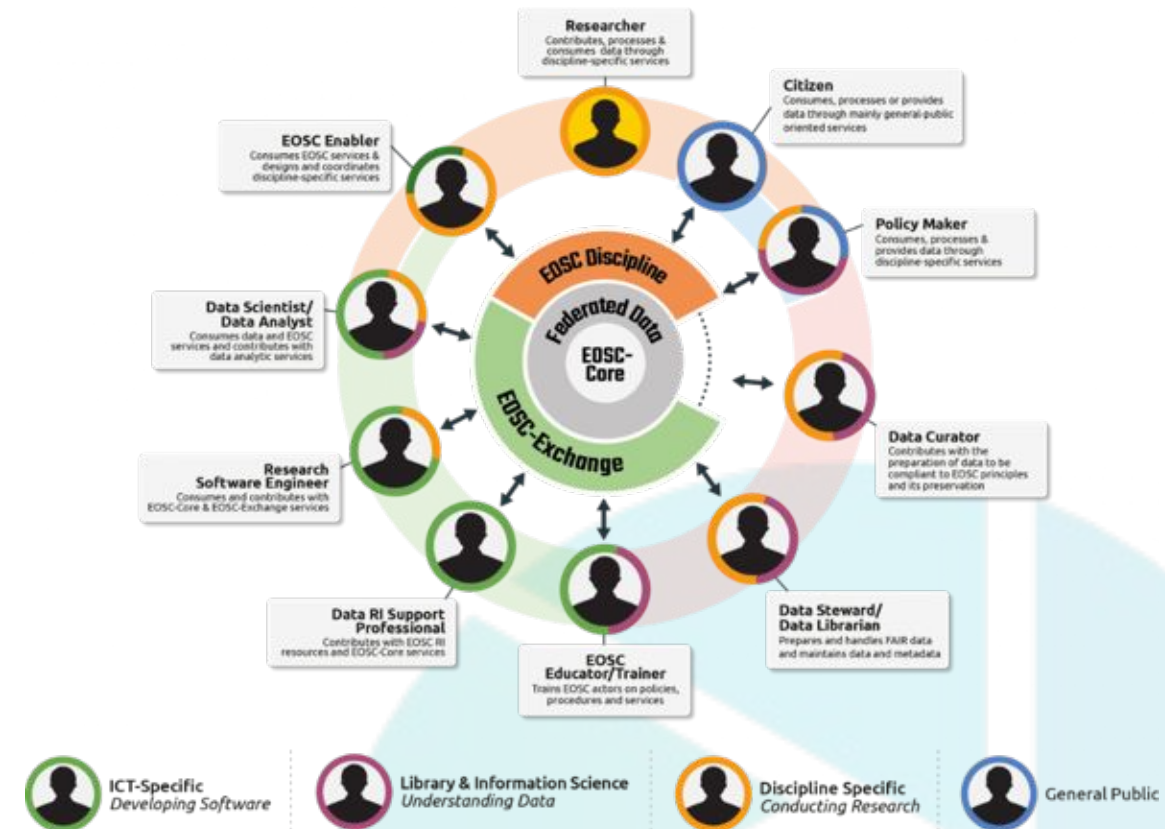 Researcher
Contributes, processes &
consumes data through
discipline-specific services
Citizen
Consumes, processes or provides
data through mainly general-public
oriented services
EOSC Enabler
Consumes EOSC services &
designs and coordinates
discipline-specific services
Policy Maker
Consumes, processes &
provides data through
discipline-specific services
EOSC Discipline
Federated Data
EOSC-
Core
EOSC-Exchange
Data Scientist/
Data Analyst
Consumes data and EOSC
services and contributes with
data analytic services
Data Curator
Contributes with the
preparation of data to be
compliant to EOSC principles
and its preservation
Research
Software Engineer
Consumes and contributes with
EOSC-Core & EOSC-Exchange services
Data RI Support
Professional
Contributes with EOSC RI
resources and EOSC-Core services
EOSC
Educator/Trainer
Trains EOSC actors on policies,
procedures and services
Data Steward/
Data Librarian
Prepares and handles FAIR data
and maintains data and metadata
ICT-Specific
Developing Software
Library & Information Science
Understanding Data
Discipline Specific
Conducting Research
General Public